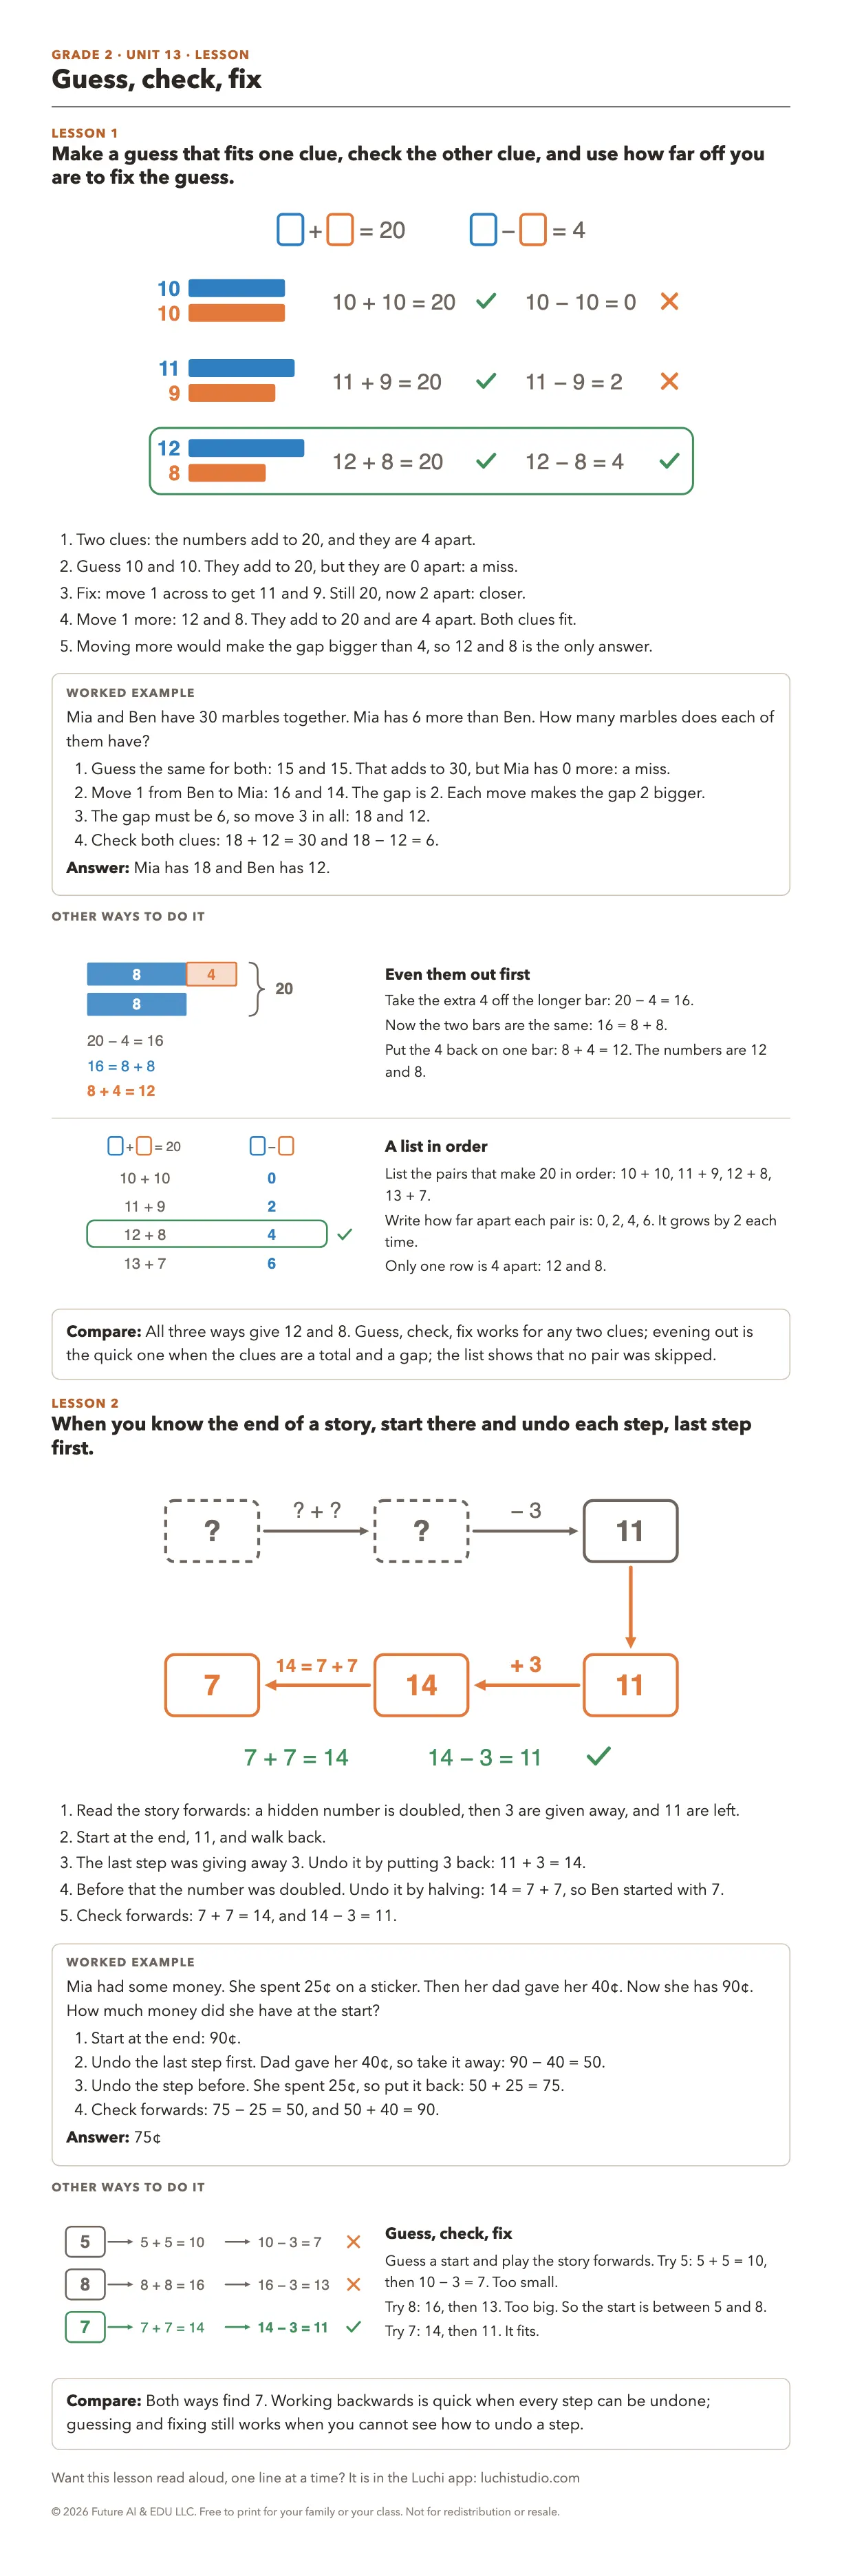 GRADE 2 · UNIT 13 · LESSON
Guess, check, fix
LESSON 1
Make a guess that fits one clue, check the other clue, and use how far off you
are to fix the guess.
□ + □ = 20 □ − □ = 4
10
10
10 + 10 = 20 ✓ 10 − 10 = 0 ✕
11
9
11 + 9 = 20 ✓ 11 − 9 = 2 ✕
12
8
12 + 8 = 20 ✓ 12 − 8 = 4 ✓
1. Two clues: the numbers add to 20, and they are 4 apart.
2. Guess 10 and 10. They add to 20, but they are 0 apart: a miss.
3. Fix: move 1 across to get 11 and 9. Still 20, now 2 apart: closer.
4. Move 1 more: 12 and 8. They add to 20 and are 4 apart. Both clues fit.
5. Moving more would make the gap bigger than 4, so 12 and 8 is the only answer.
WORKED EXAMPLE
Mia and Ben have 30 marbles together. Mia has 6 more than Ben. How many marbles does each of
them have?
1. Guess the same for both: 15 and 15. That adds to 30, but Mia has 0 more: a miss.
2. Move 1 from Ben to Mia: 16 and 14. The gap is 2. Each move makes the gap 2 bigger.
3. The gap must be 6, so move 3 in all: 18 and 12.
4. Check both clues: 18 + 12 = 30 and 18 − 12 = 6.
Answer: Mia has 18 and Ben has 12.
OTHER WAYS TO DO IT
8 4
8
20
20 − 4 = 16
16 = 8 + 8
8 + 4 = 12
Even them out first
Take the extra 4 off the longer bar: 20 − 4 = 16.
Now the two bars are the same: 16 = 8 + 8.
Put the 4 back on one bar: 8 + 4 = 12. The numbers are 12
and 8.
□ + □ = 20 □ − □
10 + 10 0
11 + 9 2
12 + 8 4 ✓
13 + 7 6
A list in order
List the pairs that make 20 in order: 10 + 10, 11 + 9, 12 + 8,
13 + 7.
Write how far apart each pair is: 0, 2, 4, 6. It grows by 2 each
time.
Only one row is 4 apart: 12 and 8.
Compare: All three ways give 12 and 8. Guess, check, fix works for any two clues; evening out is
the quick one when the clues are a total and a gap; the list shows that no pair was skipped.
LESSON 2
When you know the end of a story, start there and undo each step, last step
first.
? ? + ? ? − 3 11
7 14 = 7 + 7 14 + 3 11
7 + 7 = 14 14 − 3 = 11 ✓
1. Read the story forwards: a hidden number is doubled, then 3 are given away, and 11 are left.
2. Start at the end, 11, and walk back.
3. The last step was giving away 3. Undo it by putting 3 back: 11 + 3 = 14.
4. Before that the number was doubled. Undo it by halving: 14 = 7 + 7, so Ben started with 7.
5. Check forwards: 7 + 7 = 14, and 14 − 3 = 11.
WORKED EXAMPLE
Mia had some money. She spent 25¢ on a sticker. Then her dad gave her 40¢. Now she has 90¢.
How much money did she have at the start?
1. Start at the end: 90¢.
2. Undo the last step first. Dad gave her 40¢, so take it away: 90 − 40 = 50.
3. Undo the step before. She spent 25¢, so put it back: 50 + 25 = 75.
4. Check forwards: 75 − 25 = 50, and 50 + 40 = 90.
Answer: 75¢
OTHER WAYS TO DO IT
5 5 + 5 = 10 10 − 3 = 7 ✕
8 8 + 8 = 16 16 − 3 = 13 ✕
7 7 + 7 = 14 14 − 3 = 11 ✓
Guess, check, fix
Guess a start and play the story forwards. Try 5: 5 + 5 = 10,
then 10 − 3 = 7. Too small.
Try 8: 16, then 13. Too big. So the start is between 5 and 8.
Try 7: 14, then 11. It fits.
Compare: Both ways find 7. Working backwards is quick when every step can be undone;
guessing and fixing still works when you cannot see how to undo a step.
Want this lesson read aloud, one line at a time? It is in the Luchi app: luchistudio.com
© 2026 Future AI & EDU LLC. Free to print for your family or your class. Not for redistribution or resale.